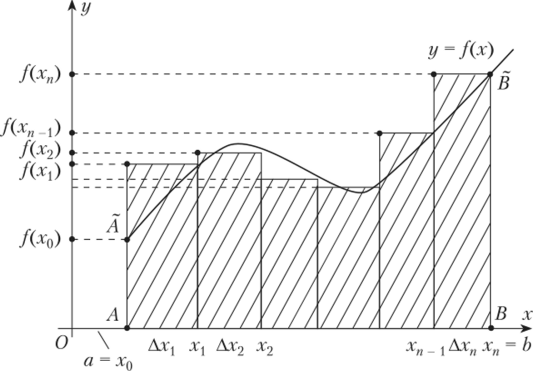 y
y = f(x)
f(xₙ)
B̃
f(xₙ₋₁)
f(x₂)
f(x₁)
Ã
f(x₀)
A
B
x
O
Δx₁
x₁
Δx₂
x₂
xₙ₋₁
Δxₙ
xₙ = b
a = x₀